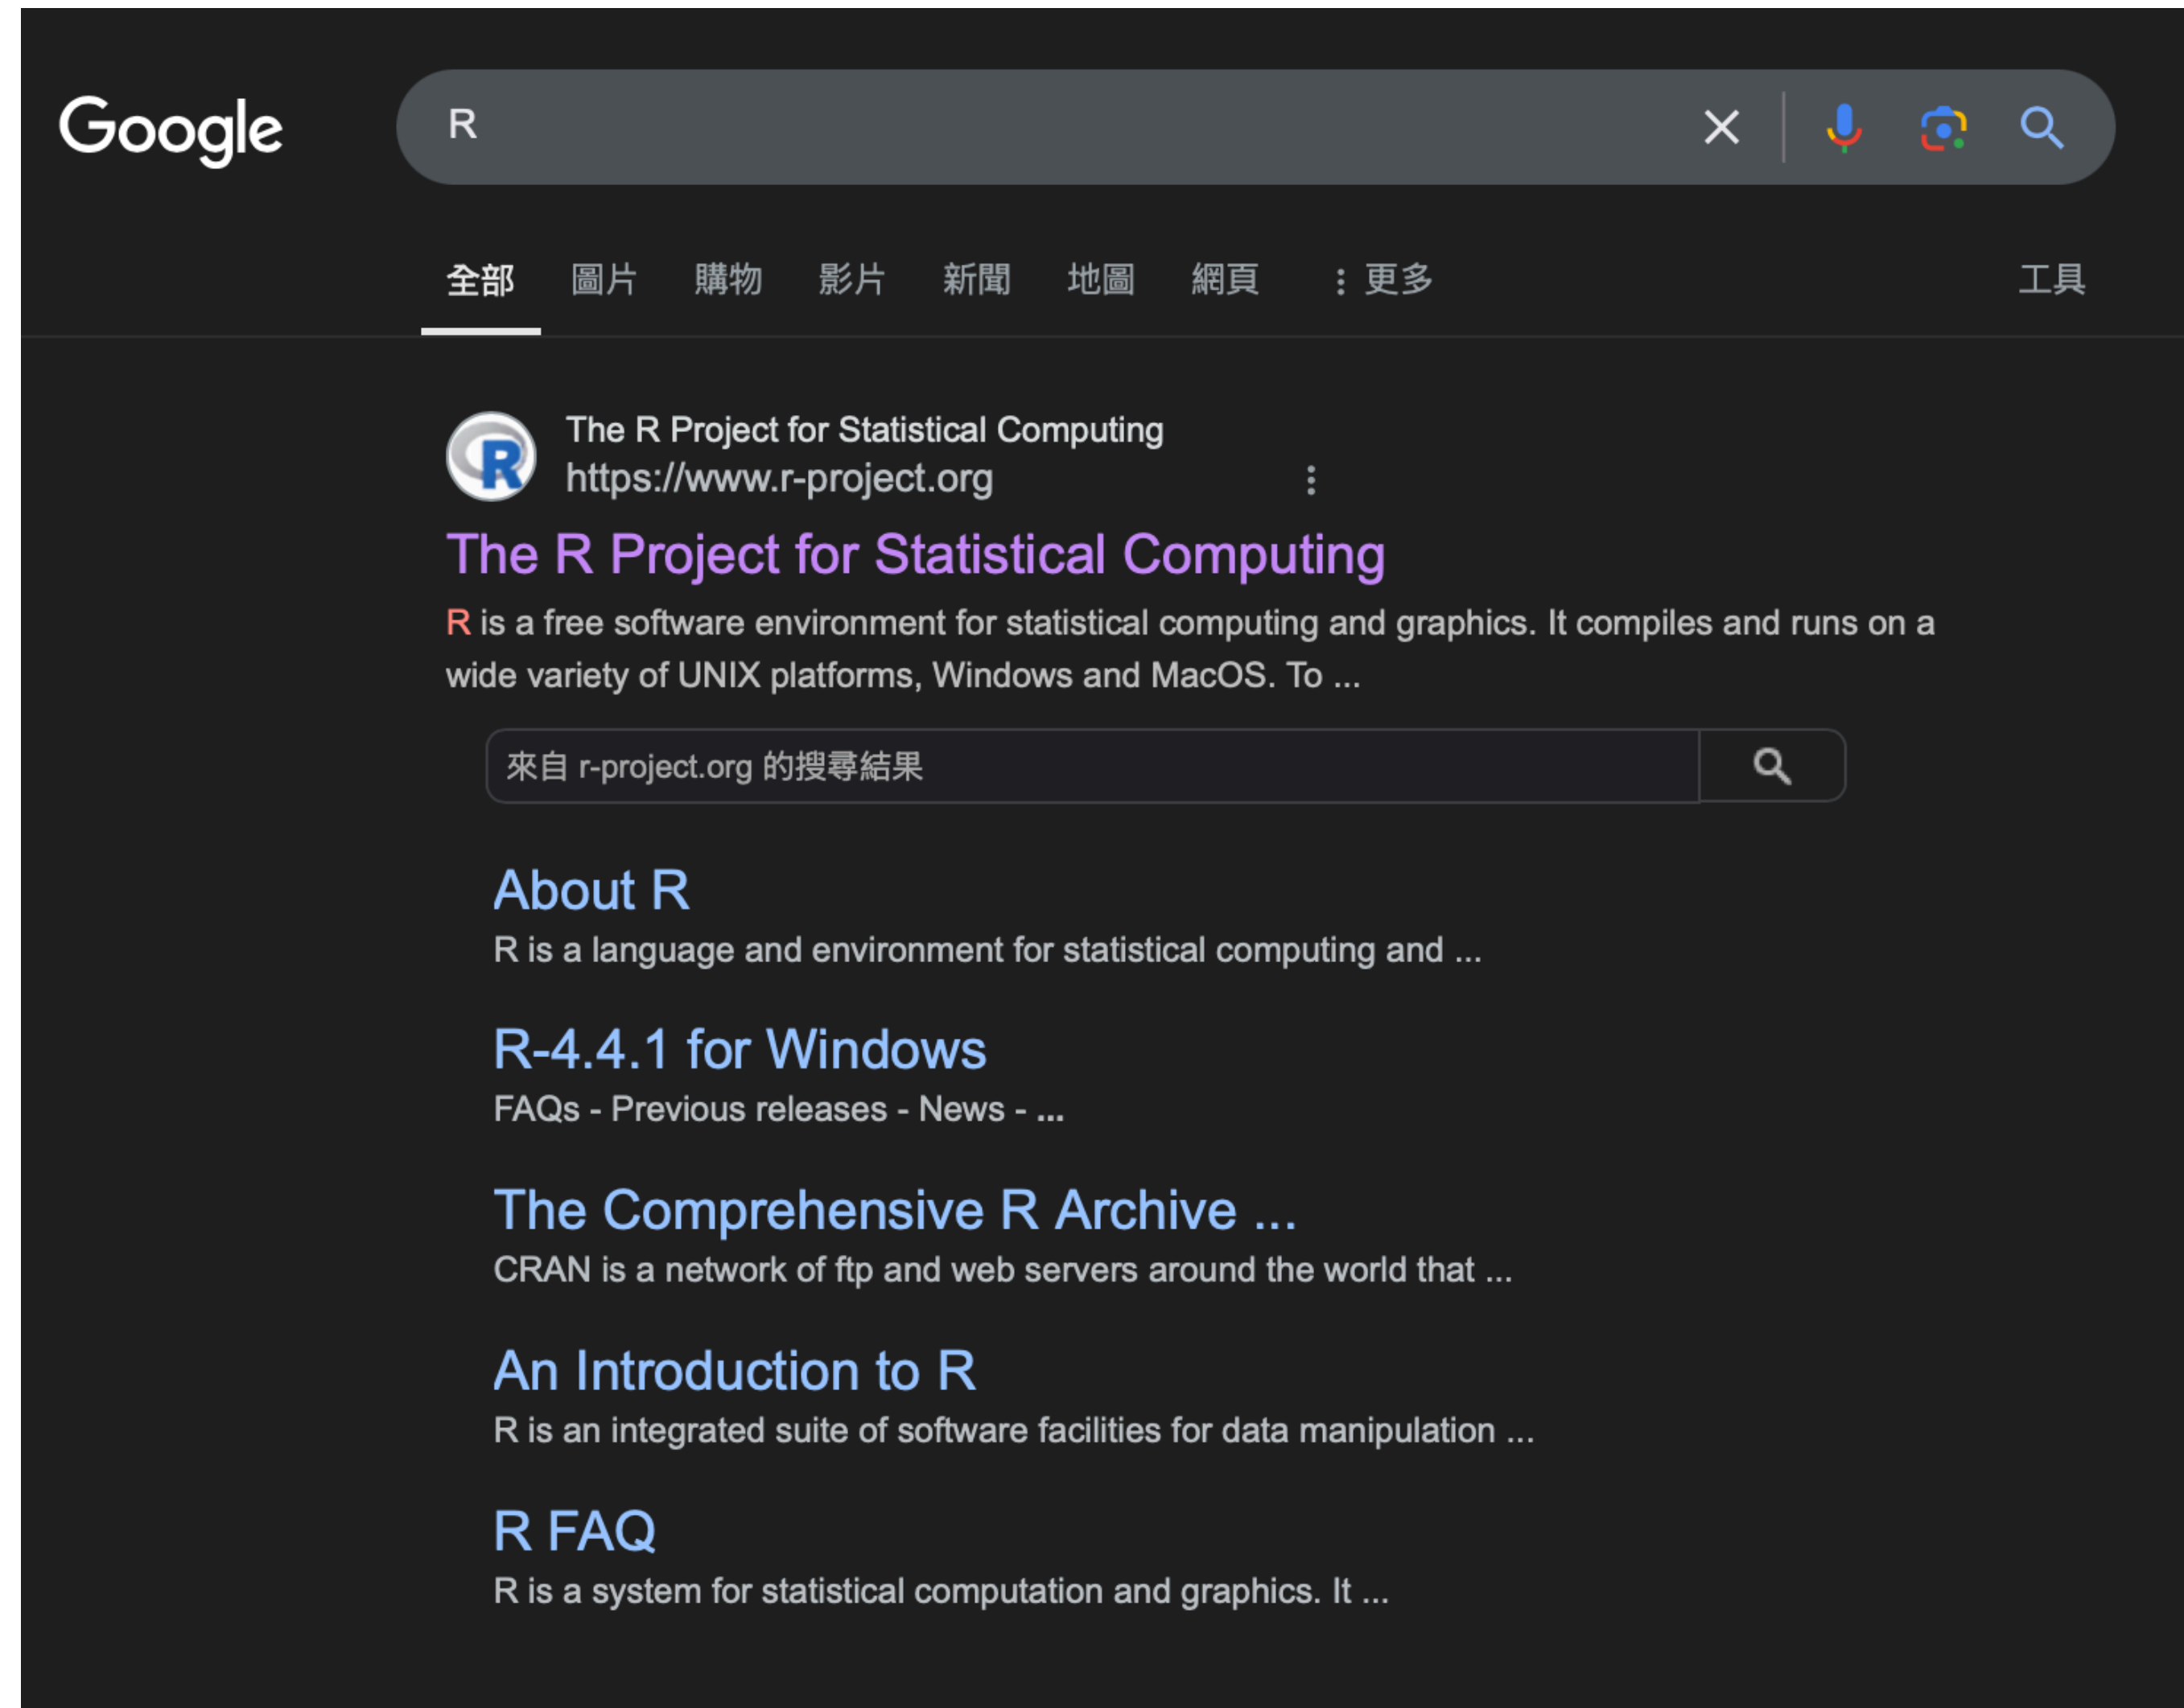 Google
R
全部 圖片 購物 影片 新聞 地圖 網頁 更多 工具
R
The R Project for Statistical Computing
https://www.r-project.org
The R Project for Statistical Computing
R is a free software environment for statistical computing and graphics. It compiles and runs on a
wide variety of UNIX platforms, Windows and MacOS. To ...
來自 r-project.org 的搜尋結果
About R
R is a language and environment for statistical computing and ...
R-4.4.1 for Windows
FAQs - Previous releases - News - ...
The Comprehensive R Archive ...
CRAN is a network of ftp and web servers around the world that ...
An Introduction to R
R is an integrated suite of software facilities for data manipulation ...
R FAQ
R is a system for statistical computation and graphics. It ...